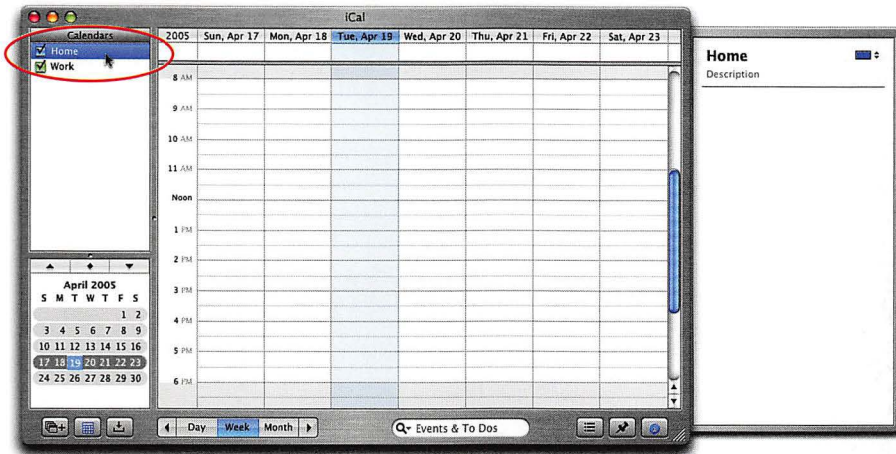 iCal
Calendars
Home
Work
2005 Sun, Apr 17 Mon, Apr 18 Tue, Apr 19 Wed, Apr 20 Thu, Apr 21 Fri, Apr 22 Sat, Apr 23
8 AM
9 AM
10 AM
11 AM
Noon
1 PM
2 PM
3 PM
4 PM
5 PM
6 PM
April 2005
S M T W T F S
1 2
3 4 5 6 7 8 9
10 11 12 13 14 15 16
17 18 19 20 21 22 23
24 25 26 27 28 29 30
Day Week Month
Events & To Dos
Home
Description